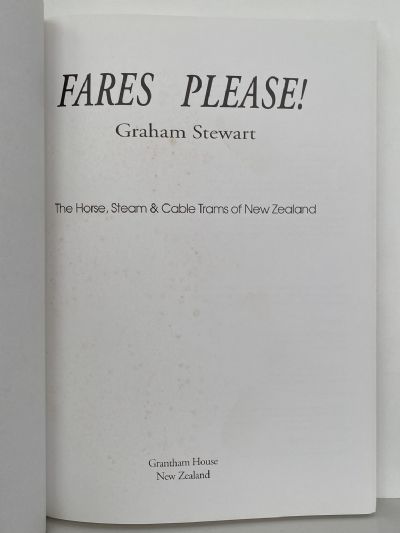 FARES PLEASE!
Graham Stewart
The Horse, Steam & Cable Trams of New Zealand
Grantham House
New Zealand